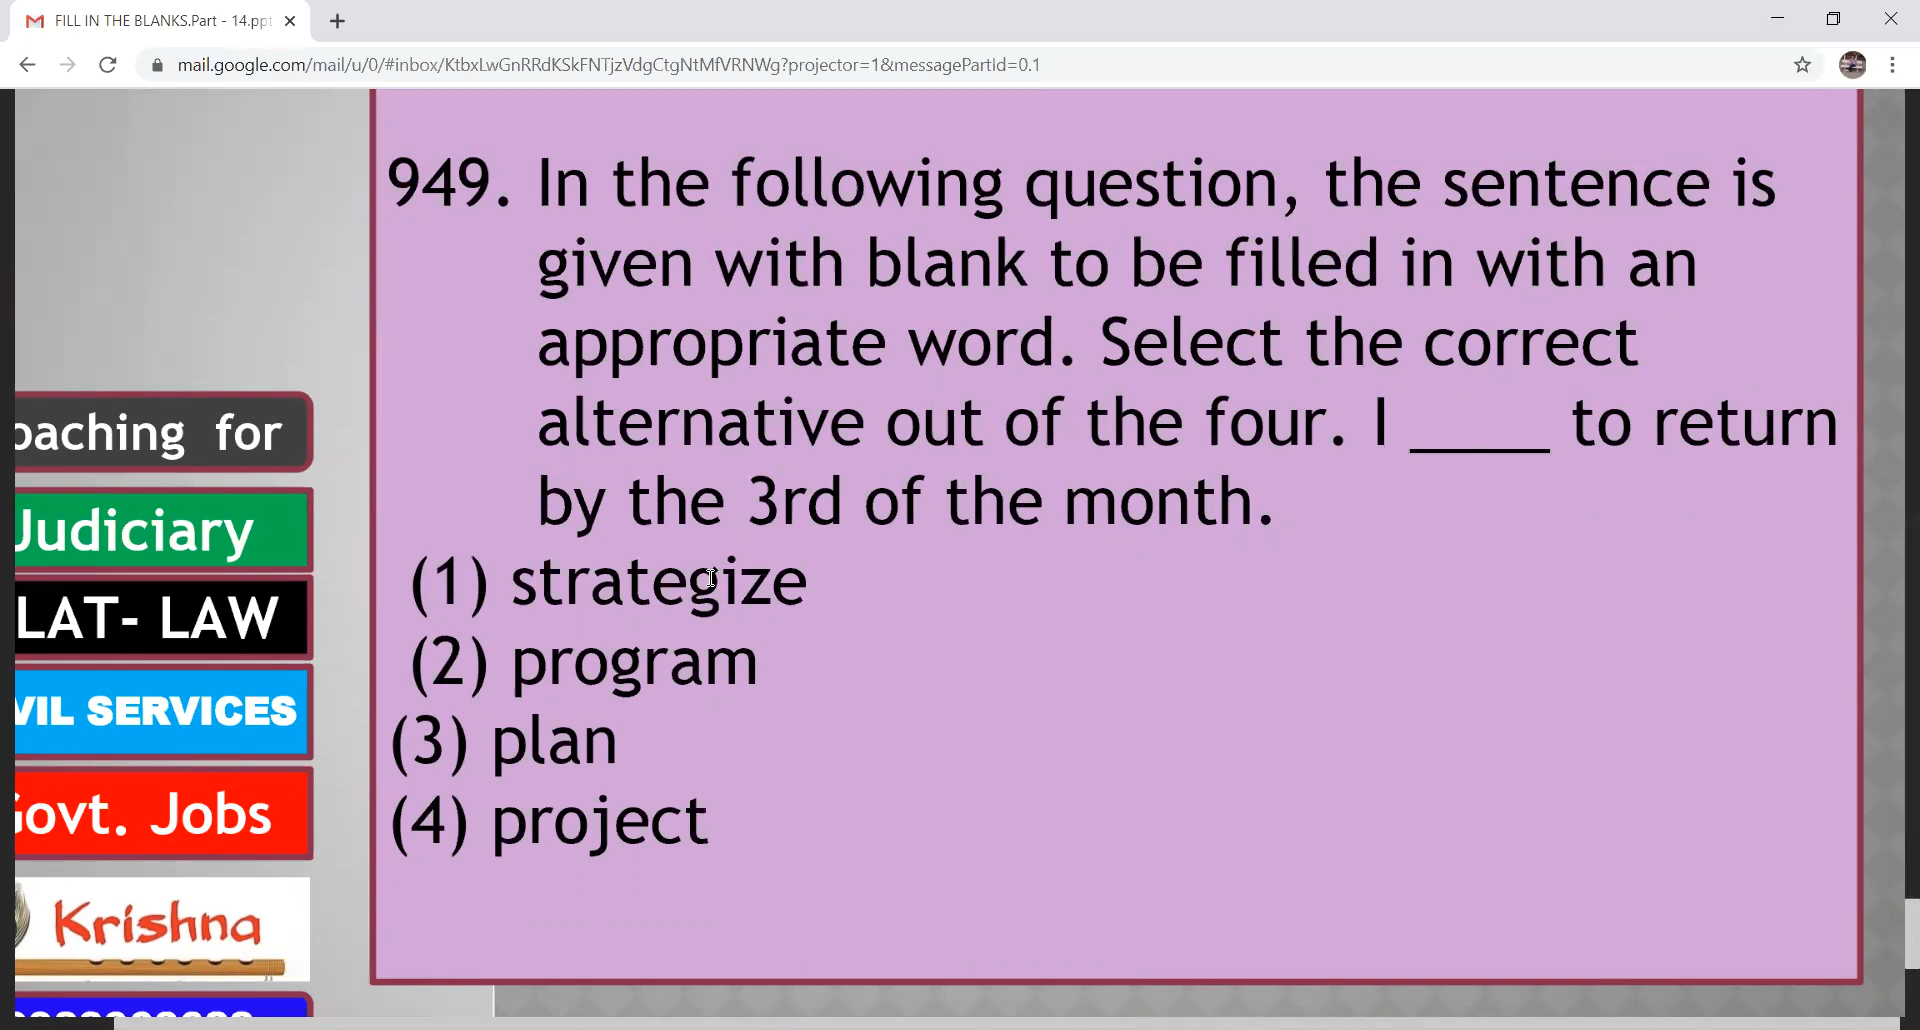 FILL IN THE BLANKS.Part - 14.ppt
mail.google.com/mail/u/0/#inbox/KtbxLwGnRRdKSkFNTjzVdgCtgNtMfVRNWg?projector=1&messagePartId=0.1
949. In the following question, the sentence is
given with blank to be filled in with an
appropriate word. Select the correct
alternative out of the four. I _____ to return
by the 3rd of the month.
(1) strategize
(2) program
(3) plan
(4) project
oaching for
Judiciary
LAT- LAW
VIL SERVICES
Govt. Jobs
Krishna